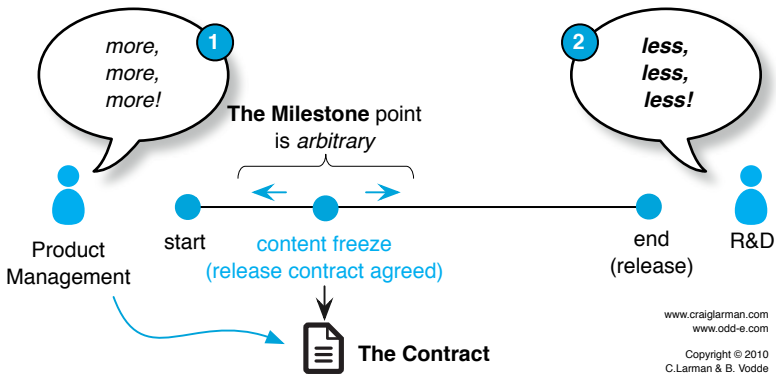 more,
more,
more!
1
2
less,
less,
less!
The Milestone point
is arbitrary
Product
Management
start
content freeze
(release contract agreed)
end
(release)
R&D
The Contract
www.craiglarman.com
www.odd-e.com
Copyright © 2010
C.Larman & B. Vodde